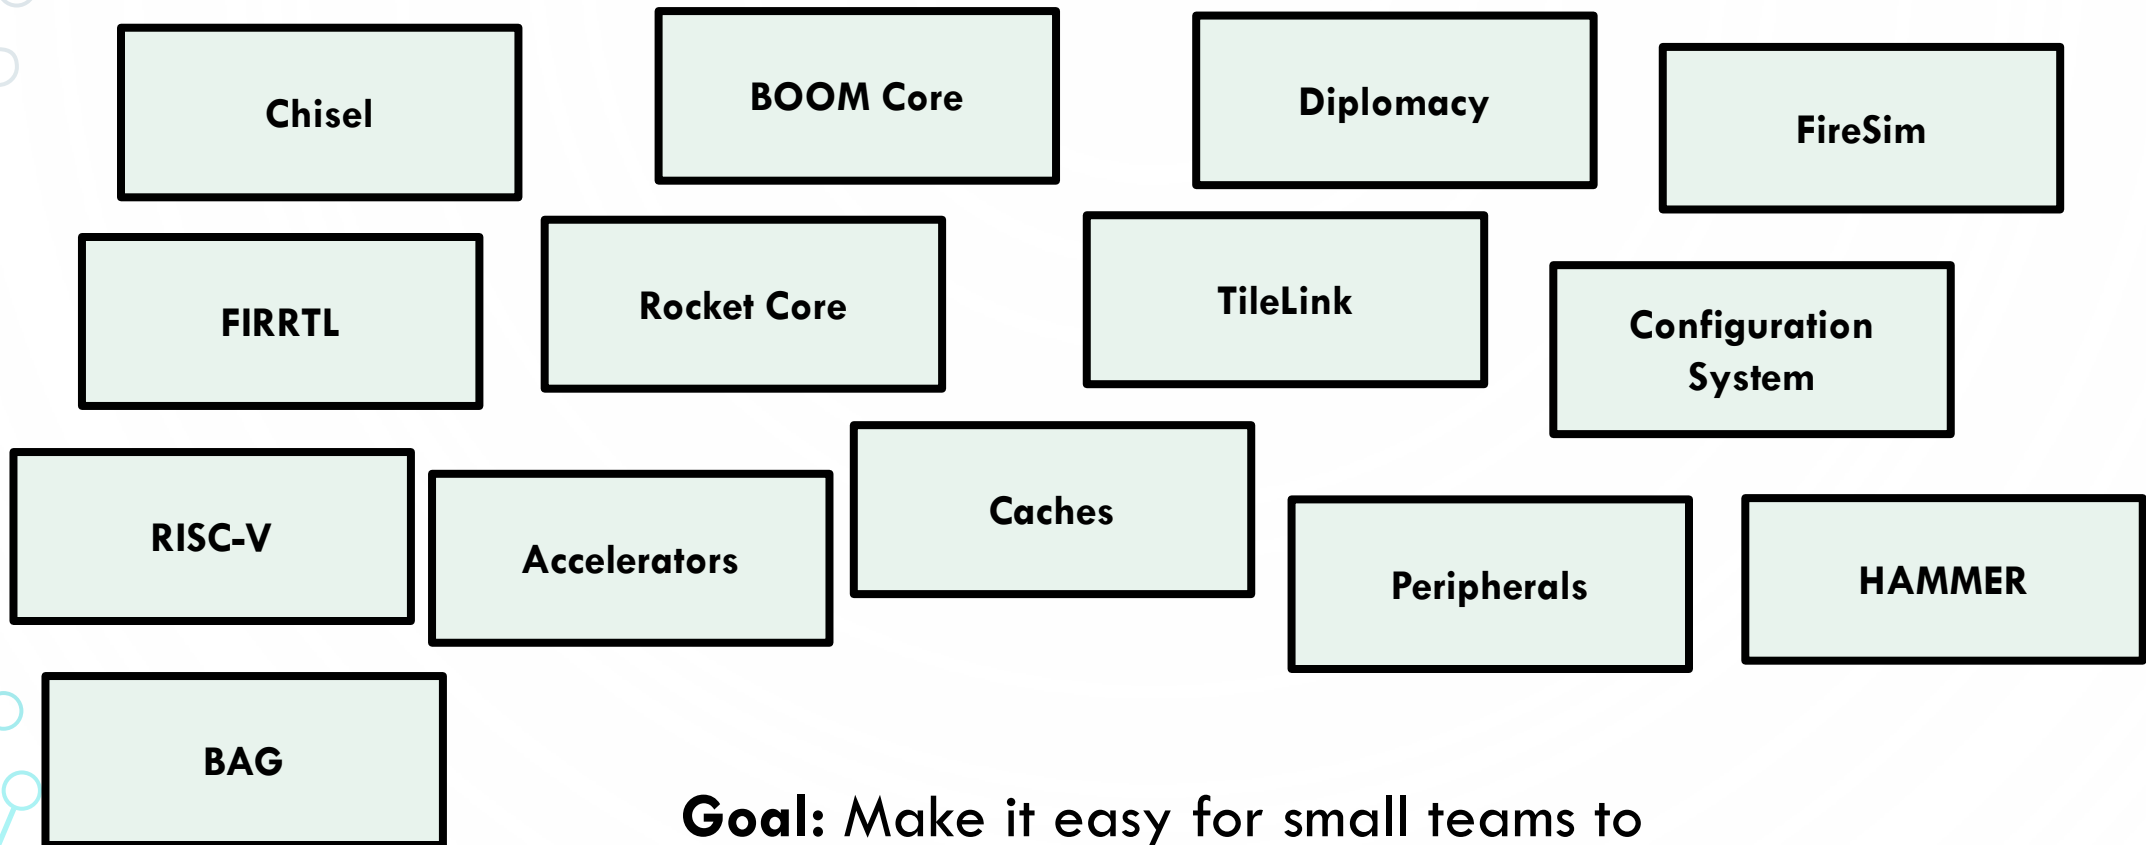 Chisel
BOOM Core
Diplomacy
FireSim
FIRRTL
Rocket Core
TileLink
Configuration
System
RISC-V
Accelerators
Caches
Peripherals
HAMMER
BAG
Goal: Make it easy for small teams to